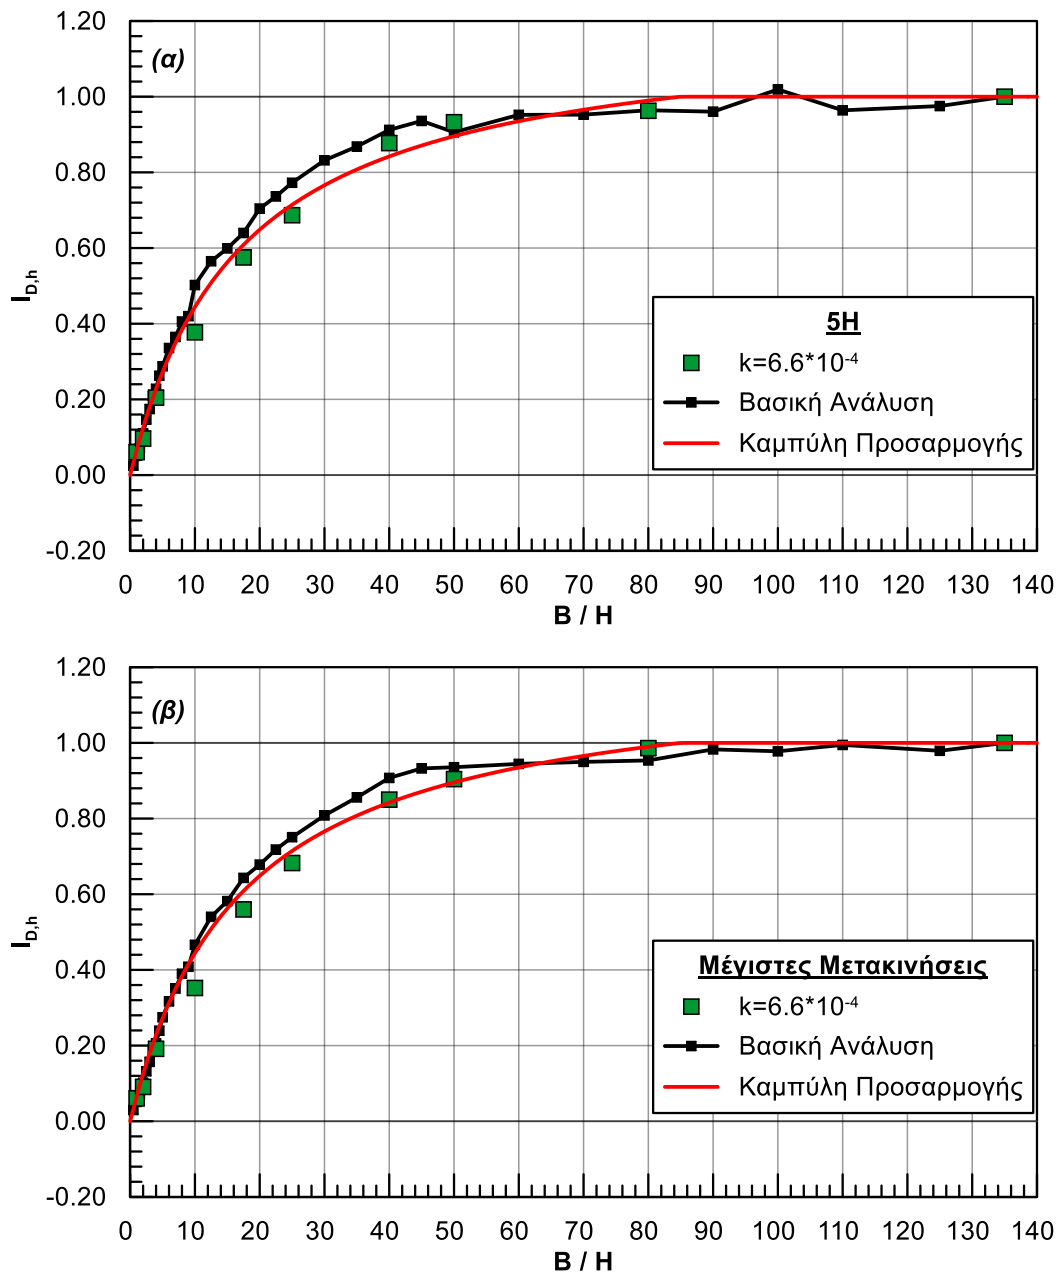 1.20
(α)
1.00
0.80
0.60
I_D,h
0.40
5H
k=6.6*10⁻⁴
0.20
Βασική Ανάλυση
Καμπύλη Προσαρμογής
0.00
-0.20
0 10 20 30 40 50 60 70 80 90 100 110 120 130 140
B / H
1.20
(β)
1.00
0.80
0.60
I_D,h
0.40
Μέγιστες Μετακινήσεις
k=6.6*10⁻⁴
0.20
Βασική Ανάλυση
Καμπύλη Προσαρμογής
0.00
-0.20
0 10 20 30 40 50 60 70 80 90 100 110 120 130 140
B / H